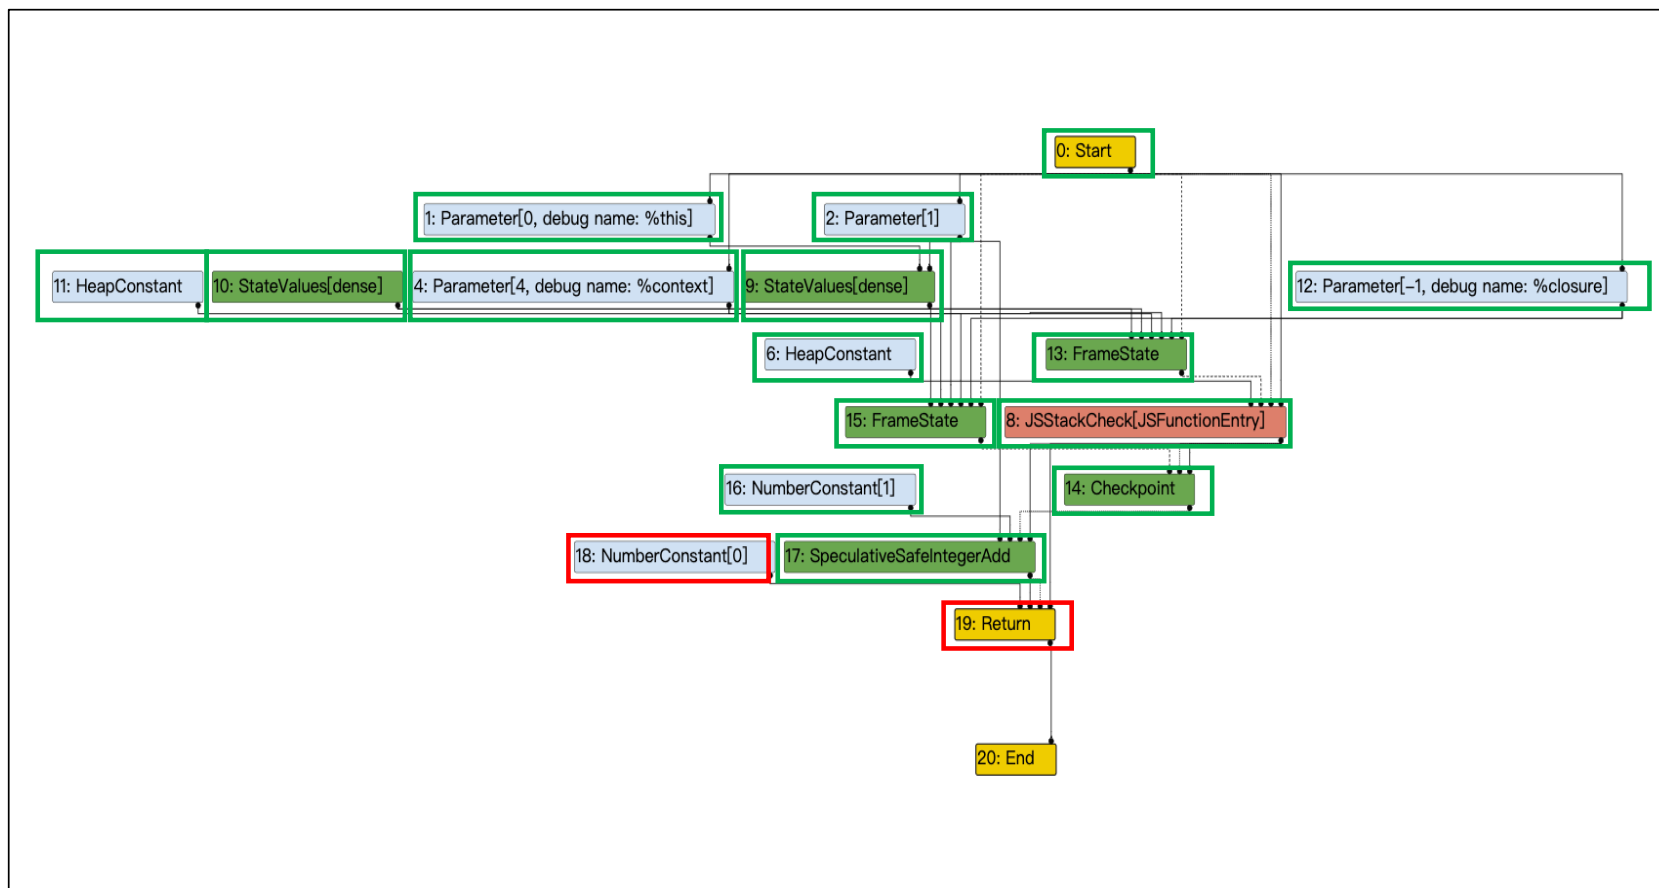 0: Start
1: Parameter[0, debug name: %this]
2: Parameter[1]
11: HeapConstant
10: StateValues[dense]
4: Parameter[4, debug name: %context]
9: StateValues[dense]
12: Parameter[−1, debug name: %closure]
6: HeapConstant
13: FrameState
15: FrameState
8: JSStackCheck[JSFunctionEntry]
16: NumberConstant[1]
14: Checkpoint
18: NumberConstant[0]
17: SpeculativeSafeIntegerAdd
19: Return
20: End